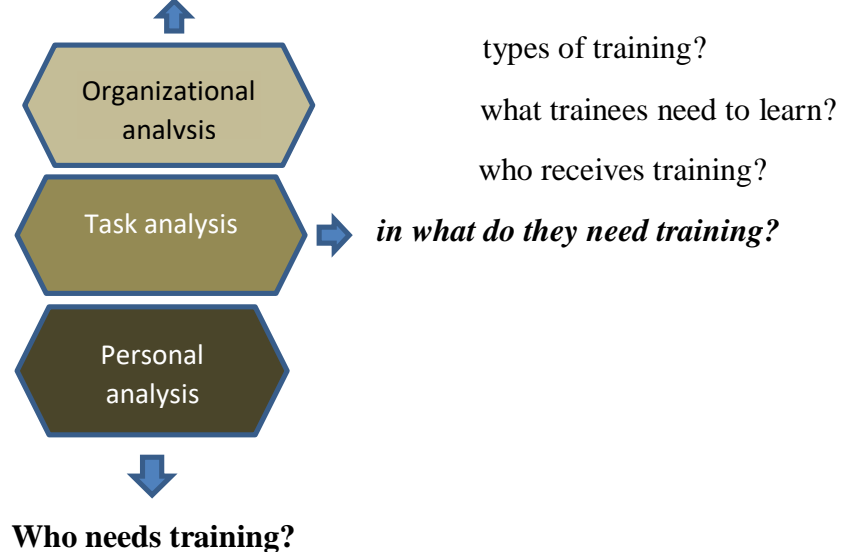 Organizational
analysis
types of training?
what trainees need to learn?
who receives training?
Task analysis
in what do they need training?
Personal
analysis
Who needs training?